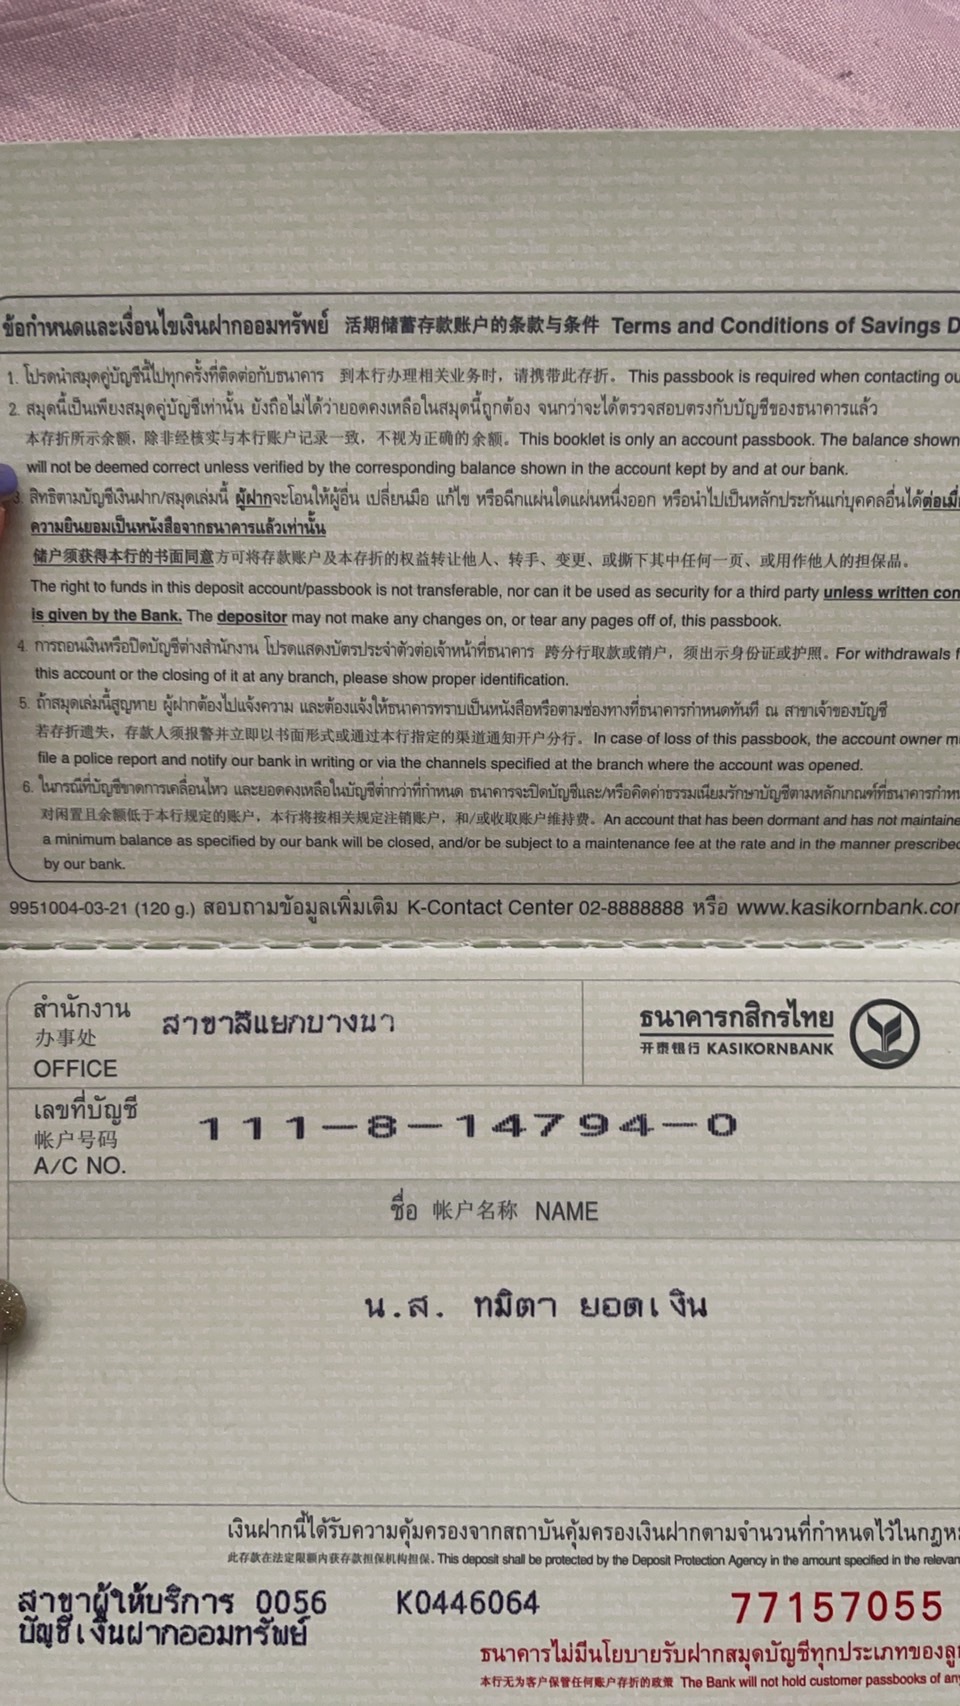 ข้อกำหนดและเงื่อนไขเงินฝากออมทรัพย์ 活期储蓄存款账户的条款与条件 Terms and Conditions of Savings D
1. โปรดนำสมุดคู่บัญชีนี้ไปทุกครั้งที่ติดต่อกับธนาคาร 到本行办理相关业务时，请携带此存折。 This passbook is required when contacting ou
2. สมุดนี้เป็นเพียงสมุดคู่บัญชีเท่านั้น ยังถือไม่ได้ว่ายอดคงเหลือในสมุดนี้ถูกต้อง จนกว่าจะได้ตรวจสอบตรงกับบัญชีของธนาคารแล้ว
本存折所示余额，除非经核实与本行账户记录一致，不视为正确的余额。This booklet is only an account passbook. The balance shown
will not be deemed correct unless verified by the corresponding balance shown in the account kept by and at our bank.
3. สิทธิตามบัญชีเงินฝาก/สมุดเล่มนี้ ผู้ฝากจะโอนให้ผู้อื่น เปลี่ยนมือ แก้ไข หรือฉีกแผ่นใดแผ่นหนึ่งออก หรือนำไปเป็นหลักประกันแก่บุคคลอื่นได้ต่อเมื่
ความยินยอมเป็นหนังสือจากธนาคารแล้วเท่านั้น
储户须获得本行的书面同意方可将存款账户及本存折的权益转让他人、转手、变更、或撕下其中任何一页、或用作他人的担保品。
The right to funds in this deposit account/passbook is not transferable, nor can it be used as security for a third party unless written con
is given by the Bank. The depositor may not make any changes on, or tear any pages off of, this passbook.
4. การถอนเงินหรือปิดบัญชีต่างสำนักงาน โปรดแสดงบัตรประจำตัวต่อเจ้าหน้าที่ธนาคาร 跨分行取款或销户，须出示身份证或护照。For withdrawals f
this account or the closing of it at any branch, please show proper identification.
5. ถ้าสมุดเล่มนี้สูญหาย ผู้ฝากต้องไปแจ้งความ และต้องแจ้งให้ธนาคารทราบเป็นหนังสือหรือตามช่องทางที่ธนาคารกำหนดทันที ณ สาขาเจ้าของบัญชี
若存折遗失，存款人须报警并立即以书面形式或通过本行指定的渠道通知开户分行。In case of loss of this passbook, the account owner m
file a police report and notify our bank in writing or via the channels specified at the branch where the account was opened.
6. ในกรณีที่บัญชีขาดการเคลื่อนไหว และยอดคงเหลือในบัญชีต่ำกว่าที่กำหนด ธนาคารจะปิดบัญชีและ/หรือคิดค่าธรรมเนียมรักษาบัญชีตามหลักเกณฑ์ที่ธนาคารกำห
对闲置且余额低于本行规定的账户，本行将按相关规定注销账户，和/或收取账户维持费。An account that has been dormant and has not maintaine
a minimum balance as specified by our bank will be closed, and/or be subject to a maintenance fee at the rate and in the manner prescribed
by our bank.
9951004-03-21 (120 g.) สอบถามข้อมูลเพิ่มเติม K-Contact Center 02-8888888 หรือ www.kasikornbank.com
สำนักงาน สาขาสี่แยกบางนา ธนาคารกสิกรไทย
办事处 开泰银行 KASIKORNBANK
OFFICE
เลขที่บัญชี
帐户号码 111-8-14794-0
A/C NO.
ชื่อ 帐户名称 NAME
น.ส. ทมิตา ยอดเงิน
เงินฝากนี้ได้รับความคุ้มครองจากสถาบันคุ้มครองเงินฝากตามจำนวนที่กำหนดไว้ในกฎห
此存款在法定限额内获存款担保机构担保. This deposit shall be protected by the Deposit Protection Agency in the amount specified in the relevan
สาขาผู้ให้บริการ 0056 K0446064 77157055
บัญชีเงินฝากออมทรัพย์
ธนาคารไม่มีนโยบายรับฝากสมุดบัญชีทุกประเภทของลู
本行无为客户保管任何账户存折的政策 The Bank will not hold customer passbooks of any